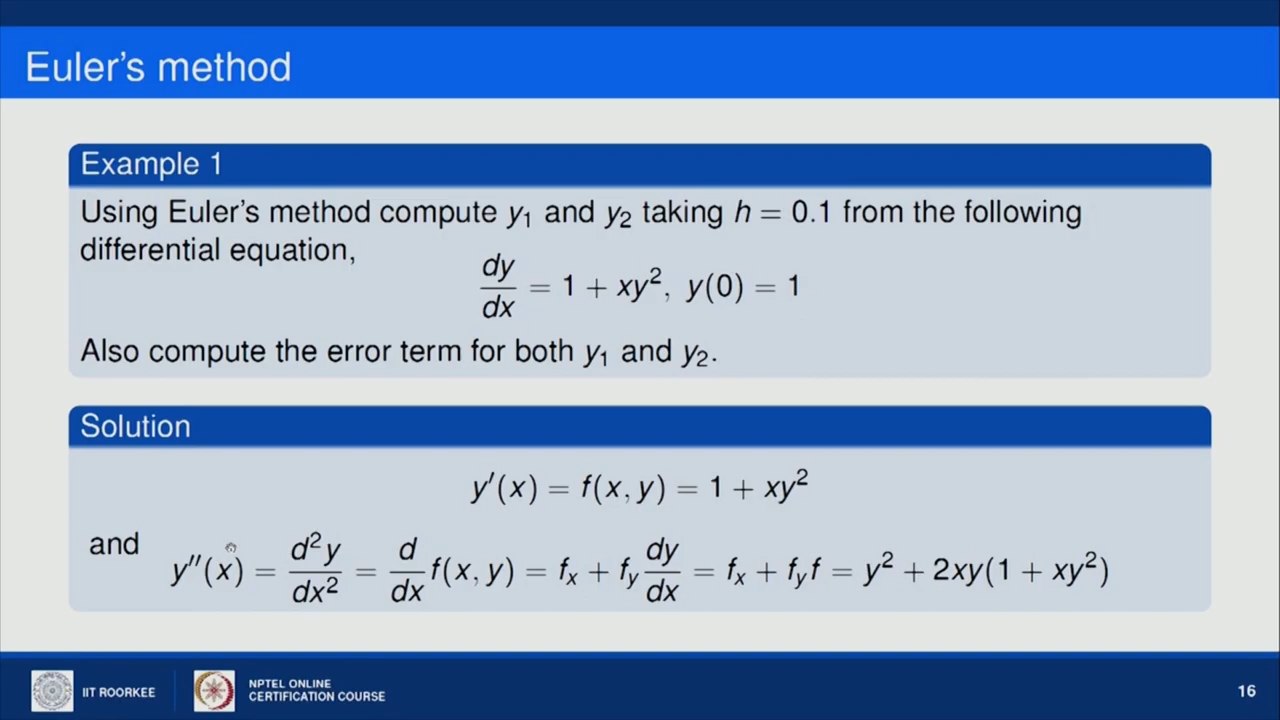 Euler's method
Example 1
Using Euler's method compute y₁ and y₂ taking h = 0.1 from the following
differential equation,
dy/dx = 1 + xy², y(0) = 1
Also compute the error term for both y₁ and y₂.
Solution
y′(x) = f(x, y) = 1 + xy²
and
y″(x) = d²y/dx² = d/dx f(x, y) = fₓ + f_y dy/dx = fₓ + f_y f = y² + 2xy(1 + xy²)
IIT ROORKEE
NPTEL ONLINE
CERTIFICATION COURSE
16